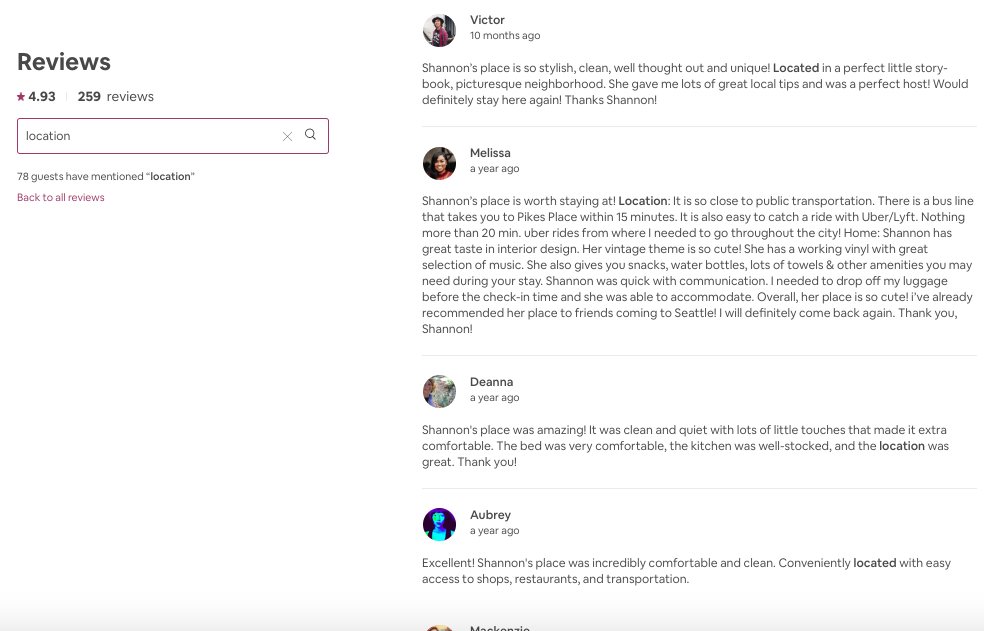 Reviews
4.93 259 reviews
location
78 guests have mentioned “location”
Back to all reviews
Victor
10 months ago
Shannon's place is so stylish, clean, well thought out and unique! Located in a perfect little story-
book, picturesque neighborhood. She gave me lots of great local tips and was a perfect host! Would
definitely stay here again! Thanks Shannon!
Melissa
a year ago
Shannon's place is worth staying at! Location: It is so close to public transportation. There is a bus line
that takes you to Pikes Place within 15 minutes. It is also easy to catch a ride with Uber/Lyft. Nothing
more than 20 min. uber rides from where I needed to go throughout the city! Home: Shannon has
great taste in interior design. Her vintage theme is so cute! She has a working vinyl with great
selection of music. She also gives you snacks, water bottles, lots of towels & other amenities you may
need during your stay. Shannon was quick with communication. I needed to drop off my luggage
before the check-in time and she was able to accommodate. Overall, her place is so cute! i've already
recommended her place to friends coming to Seattle! I will definitely come back again. Thank you,
Shannon!
Deanna
a year ago
Shannon's place was amazing! It was clean and quiet with lots of little touches that made it extra
comfortable. The bed was very comfortable, the kitchen was well-stocked, and the location was
great. Thank you!
Aubrey
a year ago
Excellent! Shannon's place was incredibly comfortable and clean. Conveniently located with easy
access to shops, restaurants, and transportation.
Mackenzie